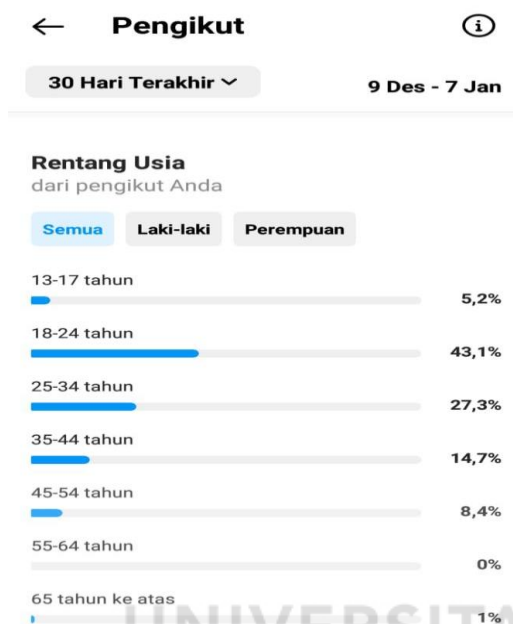 Pengikut
30 Hari Terakhir
9 Des - 7 Jan
Rentang Usia
dari pengikut Anda
Semua Laki-laki Perempuan
13-17 tahun
5,2%
18-24 tahun
43,1%
25-34 tahun
27,3%
35-44 tahun
14,7%
45-54 tahun
8,4%
55-64 tahun
0%
65 tahun ke atas
1%